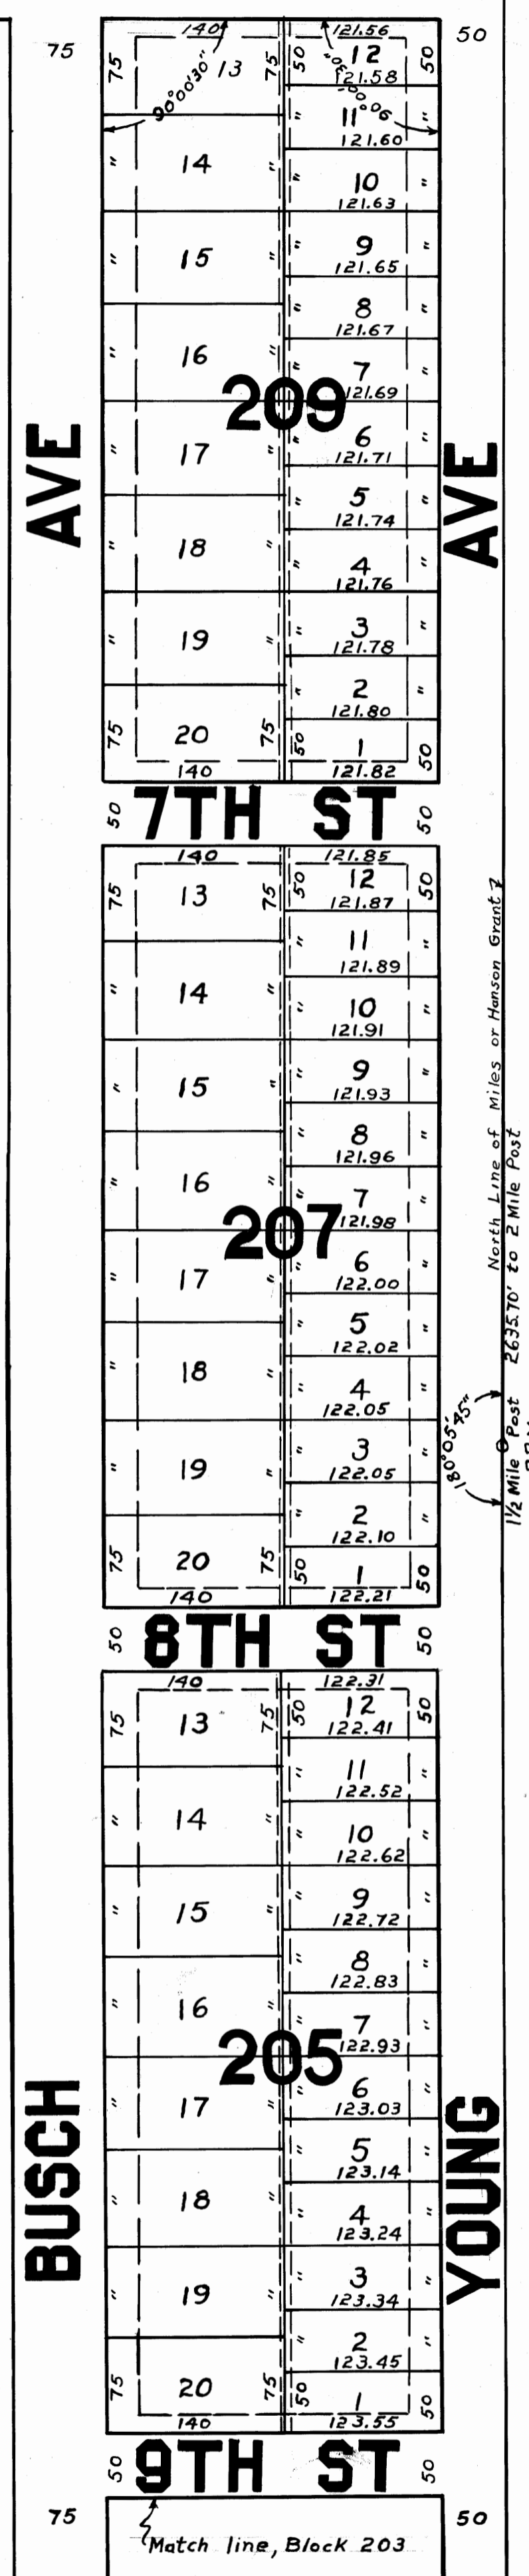 75 50
140 121.56
75 13 75 50 12 50
90°00'30" 121.58
90°00'30" 11
121.60
" 14 " " 10 "
121.63
" 15 " " 9 "
121.65
" 8 "
121.67
" 16 " " 7 "
209 121.69
" 17 " " 6 "
121.71
AVE AVE
" 5 "
121.74
" 18 " " 4 "
121.76
" 19 " " 3 "
121.78
" 2 "
121.80
75 20 75 50 1 50
140 121.82
50 7TH ST 50
140 121.85
75 13 75 50 12 50
121.87
" 11 "
121.89
" 14 " " 10 "
121.91
" 15 " " 9 "
121.93
" 8 "
121.96
" 16 " " 7 "
207 121.98
" 17 " " 6 "
122.00
" 5 "
122.02
" 18 " " 4 "
122.05
" 19 " " 3 "
122.05
" 2 "
122.10
75 20 75 50 1 50
140 122.21
North Line of Miles or Hanson Grant
2635.70' to 2 Mile Post
180°05'45"
1½ Mile Post
50 8TH ST 50
140 122.31
75 13 75 50 12 50
122.41
" 11 "
122.52
" 14 " " 10 "
122.62
" 15 " " 9 "
122.72
" 8 "
122.83
" 16 " " 7 "
205 122.93
" 17 " " 6 "
123.03
BUSCH YOUNG
" 5 "
123.14
" 18 " " 4 "
123.24
" 19 " " 3 "
123.34
" 2 "
123.45
75 20 75 50 1 50
140 123.55
50 9TH ST 50
75 50
Match line, Block 203